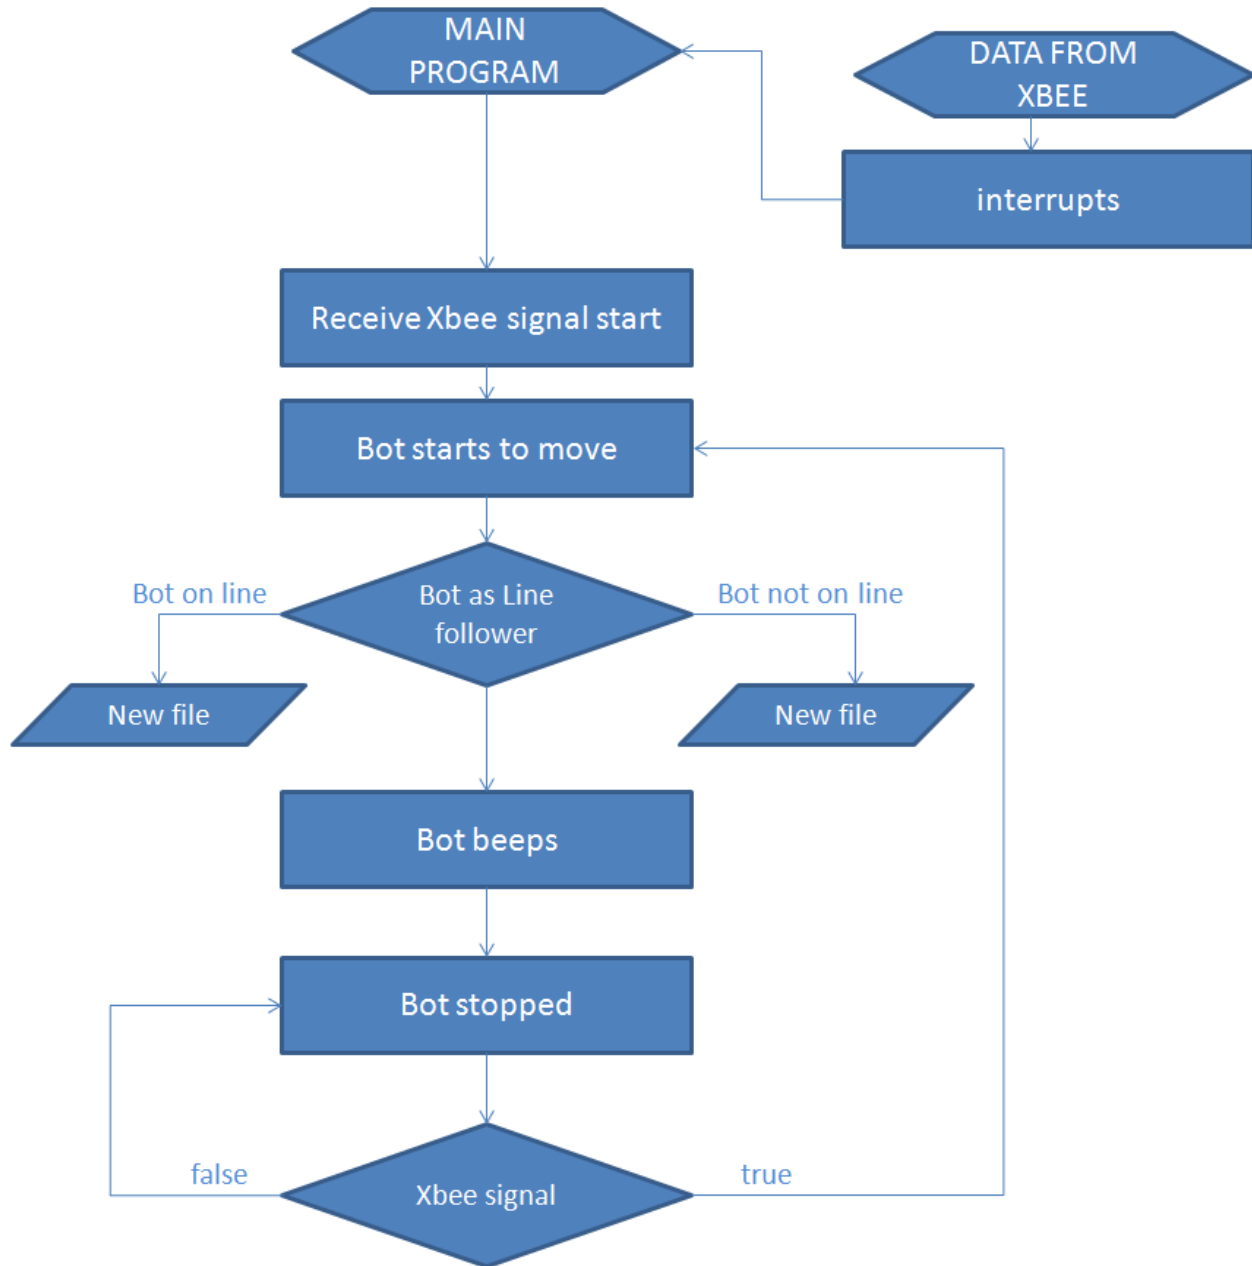 MAIN
PROGRAM
DATA FROM
XBEE
interrupts
Receive Xbee signal start
Bot starts to move
Bot on line
Bot as Line
follower
Bot not on line
New file
New file
Bot beeps
Bot stopped
false
Xbee signal
true